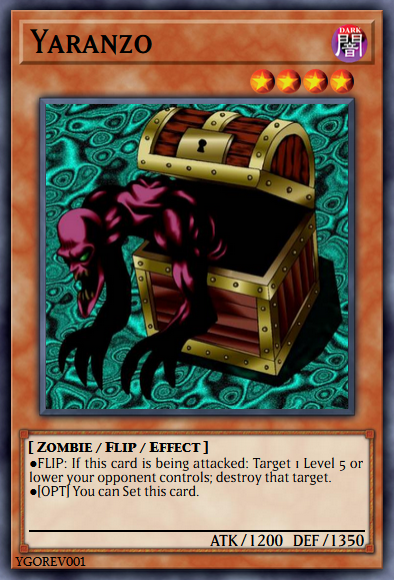 YARANZO
DARK
闇
[ ZOMBIE / FLIP / EFFECT ]
●FLIP: If this card is being attacked: Target 1 Level 5 or
lower your opponent controls; destroy that target.
●[OPT] You can Set this card.
ATK / 1200 DEF / 1350
YGOREV001